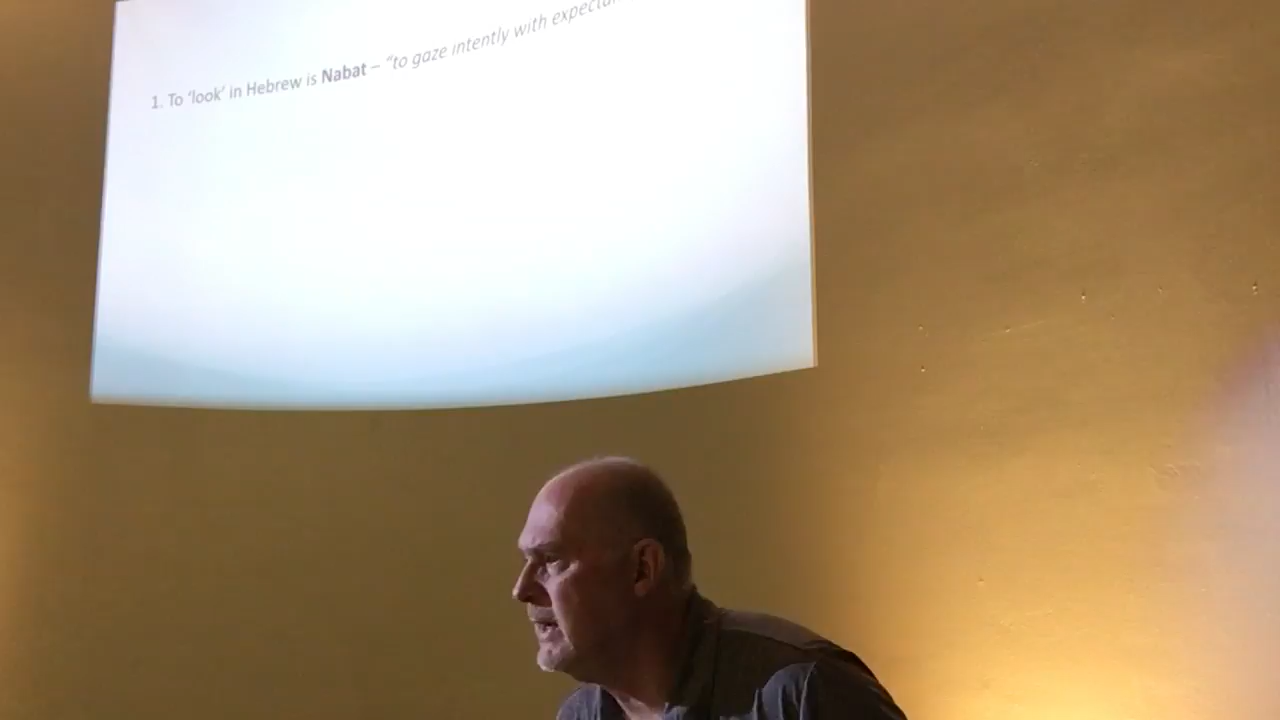 1. To ‘look’ in Hebrew is Nabat – “to gaze intently with